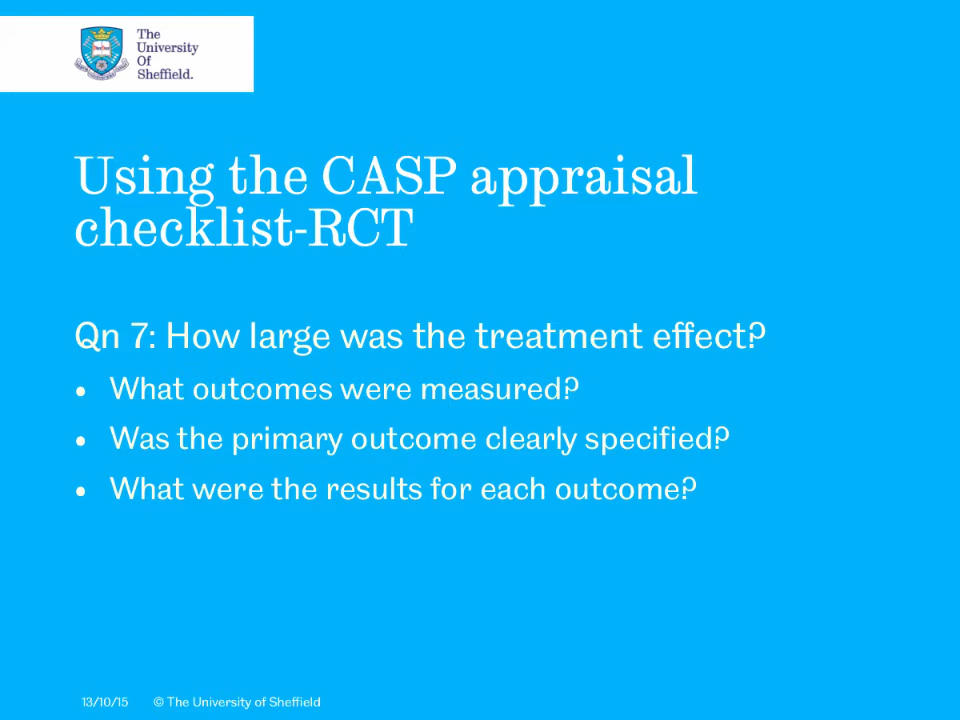 The
University
Of
Sheffield.
Using the CASP appraisal
checklist-RCT
Qn 7: How large was the treatment effect?
• What outcomes were measured?
• Was the primary outcome clearly specified?
• What were the results for each outcome?
13/10/15 © The University of Sheffield